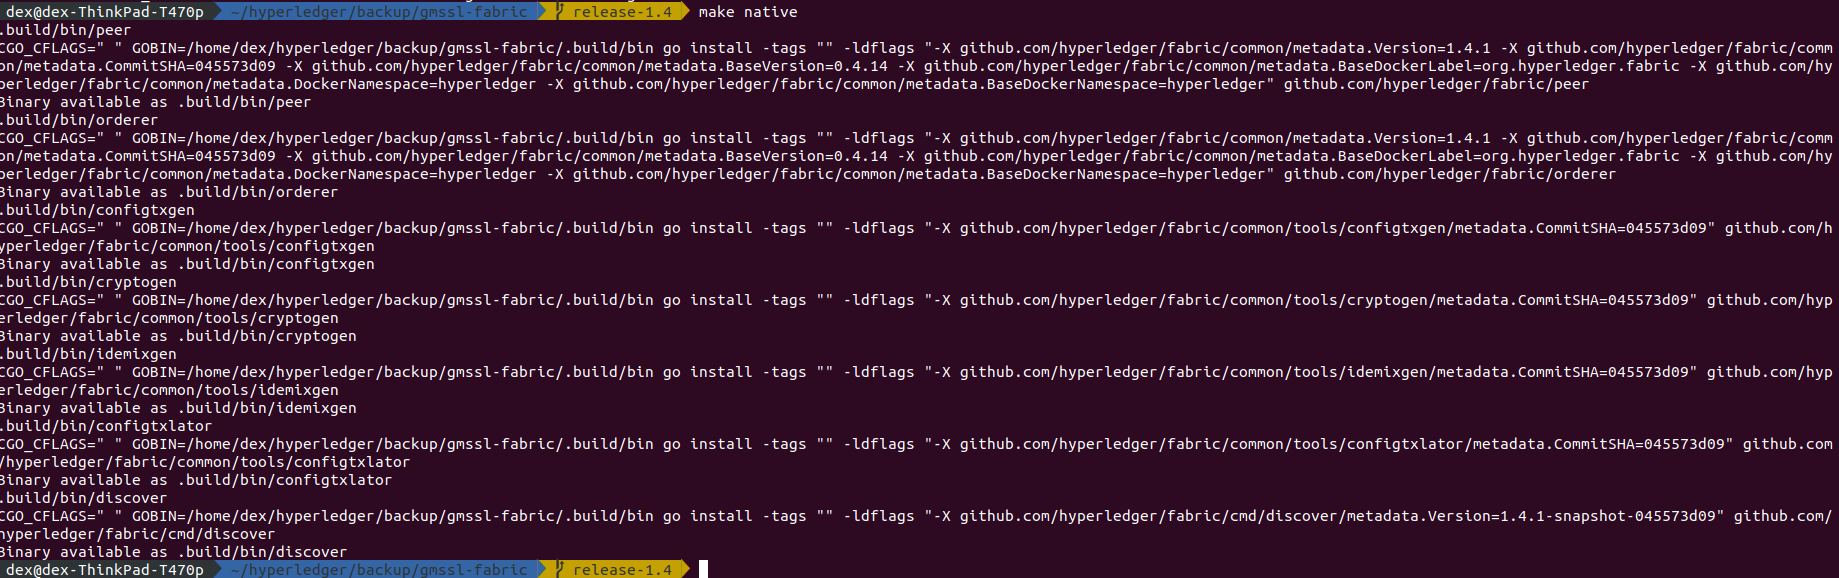 dex@dex-ThinkPad-T470p ~/hyperledger/backup/gmssl-fabric release-1.4 make native
.build/bin/peer
CGO_CFLAGS=" " GOBIN=/home/dex/hyperledger/backup/gmssl-fabric/.build/bin go install -tags "" -ldflags "-X github.com/hyperledger/fabric/common/metadata.Version=1.4.1 -X github.com/hyperledger/fabric/comm
on/metadata.CommitSHA=045573d09 -X github.com/hyperledger/fabric/common/metadata.BaseVersion=0.4.14 -X github.com/hyperledger/fabric/common/metadata.BaseDockerLabel=org.hyperledger.fabric -X github.com/hy
perledger/fabric/common/metadata.DockerNamespace=hyperledger -X github.com/hyperledger/fabric/common/metadata.BaseDockerNamespace=hyperledger" github.com/hyperledger/fabric/peer
Binary available as .build/bin/peer
.build/bin/orderer
CGO_CFLAGS=" " GOBIN=/home/dex/hyperledger/backup/gmssl-fabric/.build/bin go install -tags "" -ldflags "-X github.com/hyperledger/fabric/common/metadata.Version=1.4.1 -X github.com/hyperledger/fabric/comm
on/metadata.CommitSHA=045573d09 -X github.com/hyperledger/fabric/common/metadata.BaseVersion=0.4.14 -X github.com/hyperledger/fabric/common/metadata.BaseDockerLabel=org.hyperledger.fabric -X github.com/hy
perledger/fabric/common/metadata.DockerNamespace=hyperledger -X github.com/hyperledger/fabric/common/metadata.BaseDockerNamespace=hyperledger" github.com/hyperledger/fabric/orderer
Binary available as .build/bin/orderer
.build/bin/configtxgen
CGO_CFLAGS=" " GOBIN=/home/dex/hyperledger/backup/gmssl-fabric/.build/bin go install -tags "" -ldflags "-X github.com/hyperledger/fabric/common/tools/configtxgen/metadata.CommitSHA=045573d09" github.com/h
yperledger/fabric/common/tools/configtxgen
Binary available as .build/bin/configtxgen
.build/bin/cryptogen
CGO_CFLAGS=" " GOBIN=/home/dex/hyperledger/backup/gmssl-fabric/.build/bin go install -tags "" -ldflags "-X github.com/hyperledger/fabric/common/tools/cryptogen/metadata.CommitSHA=045573d09" github.com/hyp
erledger/fabric/common/tools/cryptogen
Binary available as .build/bin/cryptogen
.build/bin/idemixgen
CGO_CFLAGS=" " GOBIN=/home/dex/hyperledger/backup/gmssl-fabric/.build/bin go install -tags "" -ldflags "-X github.com/hyperledger/fabric/common/tools/idemixgen/metadata.CommitSHA=045573d09" github.com/hyp
erledger/fabric/common/tools/idemixgen
Binary available as .build/bin/idemixgen
.build/bin/configtxlator
CGO_CFLAGS=" " GOBIN=/home/dex/hyperledger/backup/gmssl-fabric/.build/bin go install -tags "" -ldflags "-X github.com/hyperledger/fabric/common/tools/configtxlator/metadata.CommitSHA=045573d09" github.com
/hyperledger/fabric/common/tools/configtxlator
Binary available as .build/bin/configtxlator
.build/bin/discover
CGO_CFLAGS=" " GOBIN=/home/dex/hyperledger/backup/gmssl-fabric/.build/bin go install -tags "" -ldflags "-X github.com/hyperledger/fabric/cmd/discover/metadata.Version=1.4.1-snapshot-045573d09" github.com/
hyperledger/fabric/cmd/discover
Binary available as .build/bin/discover
dex@dex-ThinkPad-T470p ~/hyperledger/backup/gmssl-fabric release-1.4